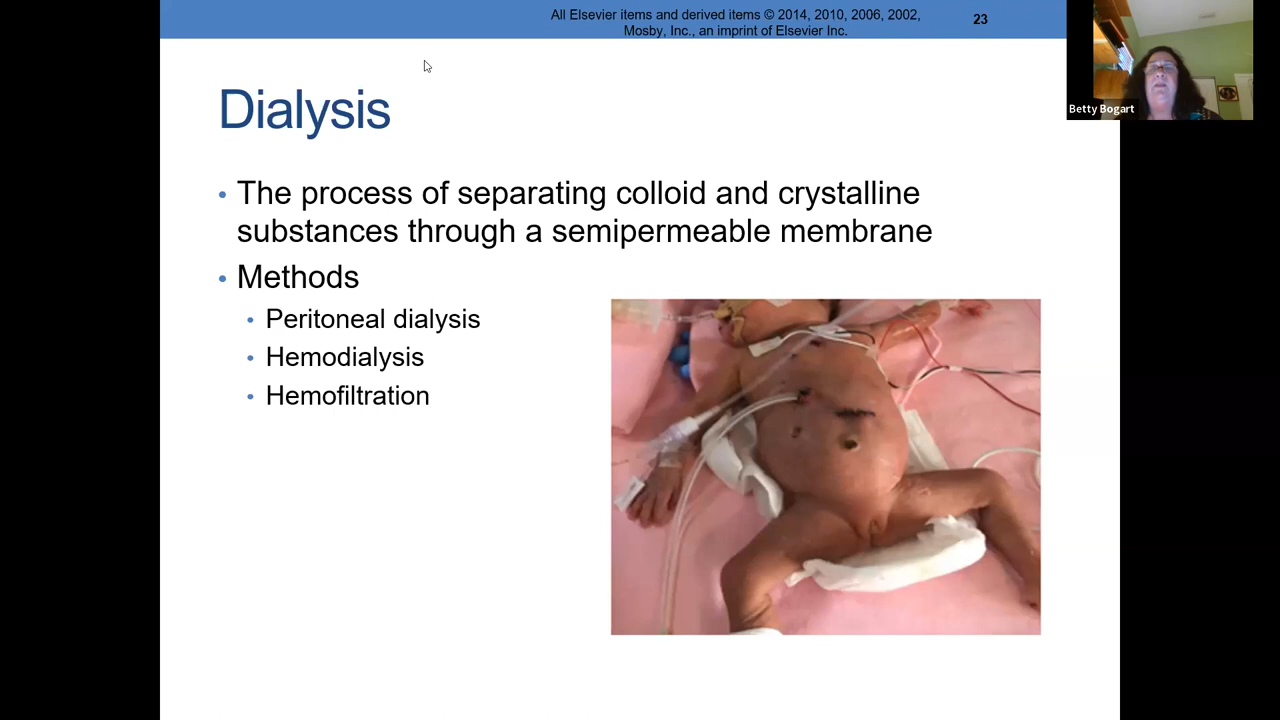 All Elsevier items and derived items © 2014, 2010, 2006, 2002,
Mosby, Inc., an imprint of Elsevier Inc.
23
Betty Bogart
Dialysis
• The process of separating colloid and crystalline
substances through a semipermeable membrane
• Methods
• Peritoneal dialysis
• Hemodialysis
• Hemofiltration